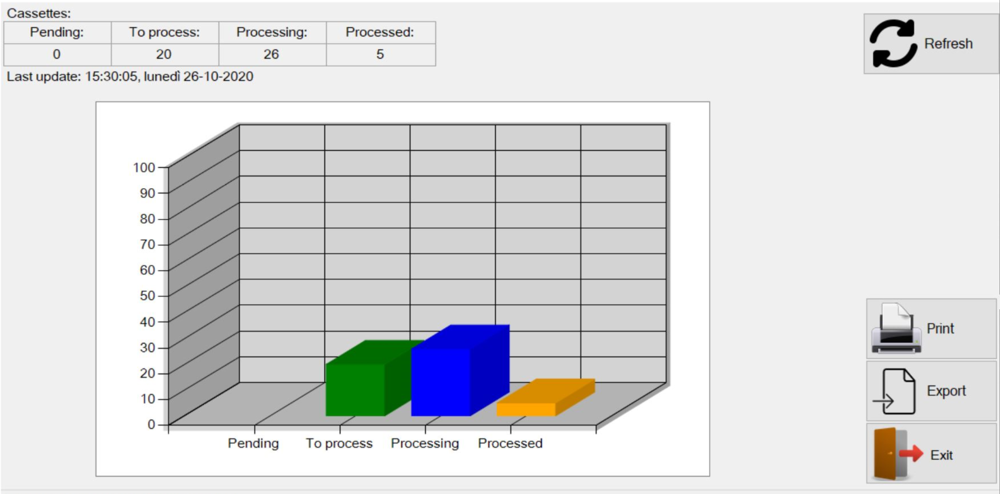 Cassettes:
Pending: To process: Processing: Processed:
0 20 26 5
Last update: 15:30:05, lunedì 26-10-2020
Refresh
100
90
80
70
60
50
40
30
20
10
0
Pending To process Processing Processed
Print
Export
Exit